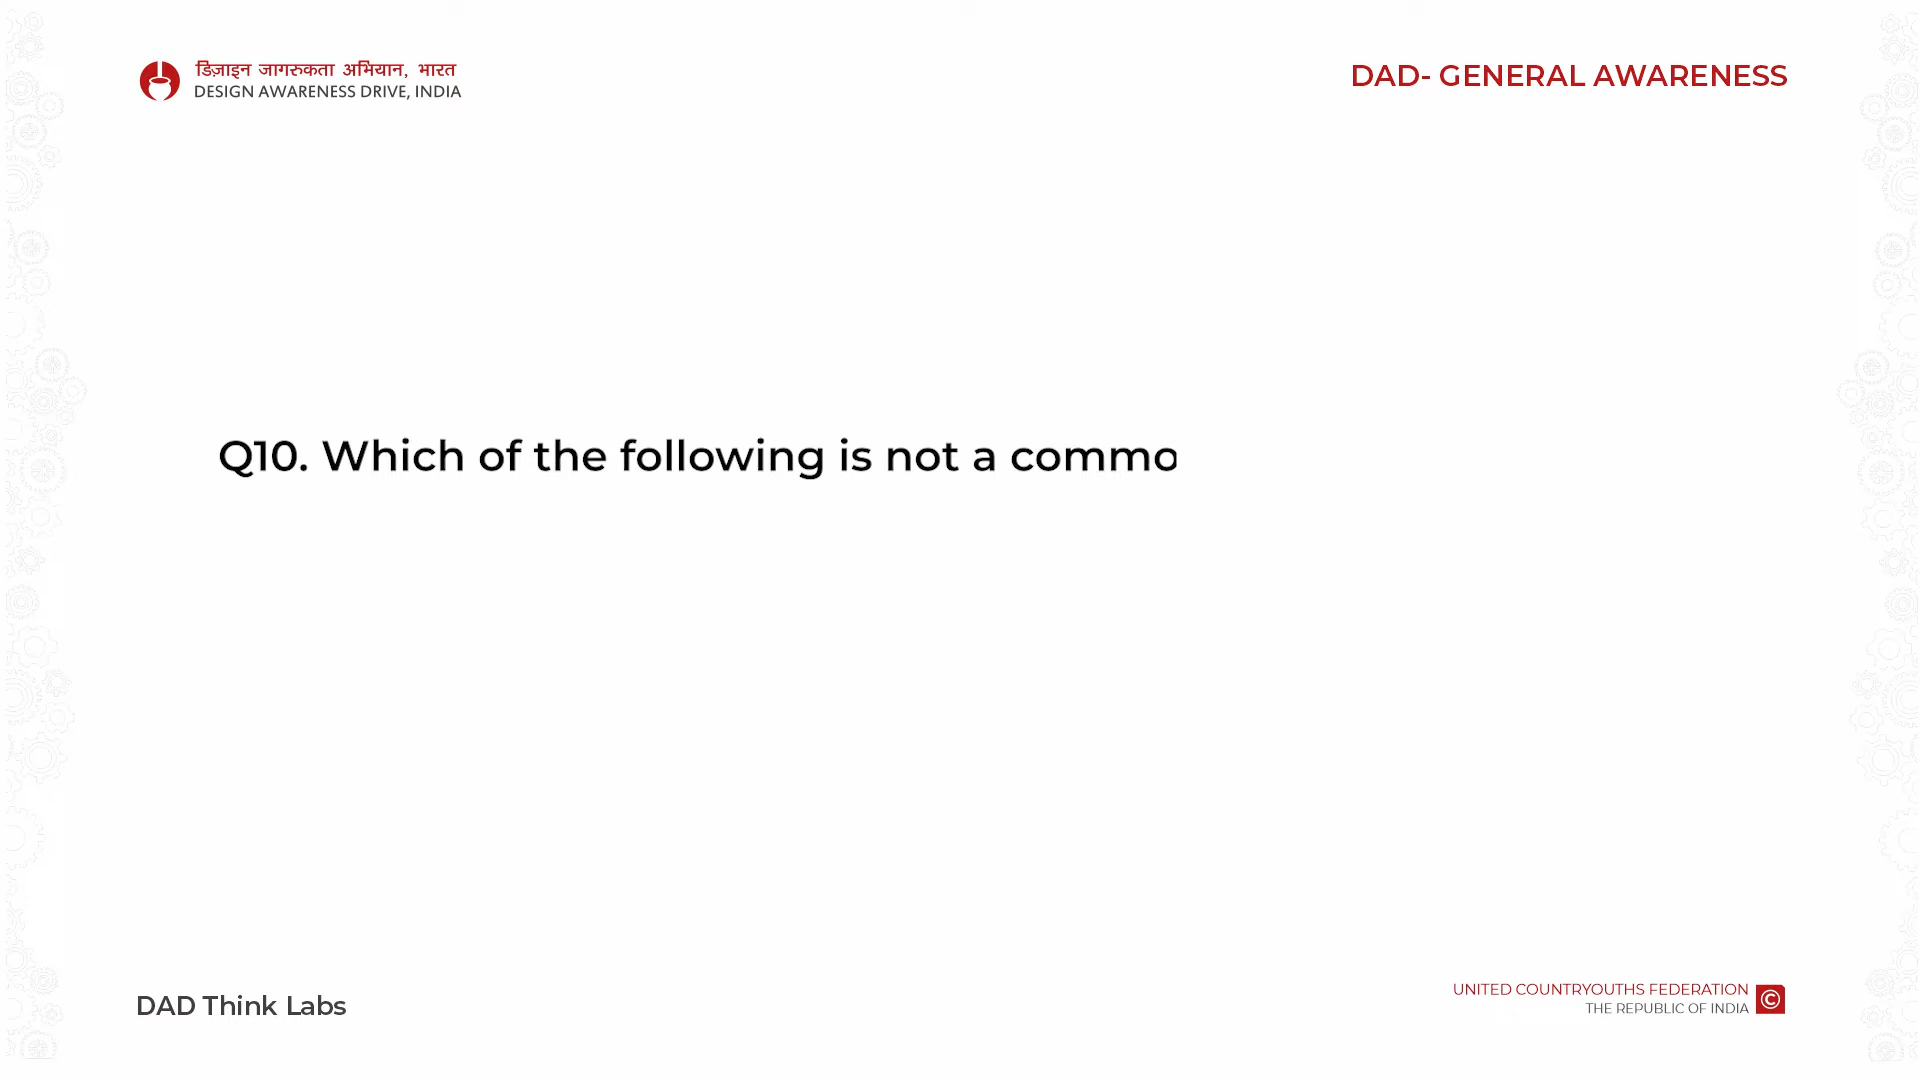 डिज़ाइन जागरुकता अभियान, भारत
DESIGN AWARENESS DRIVE, INDIA
DAD- GENERAL AWARENESS
Q10. Which of the following is not a commo
DAD Think Labs
UNITED COUNTRYOUTHS FEDERATION
THE REPUBLIC OF INDIA
©